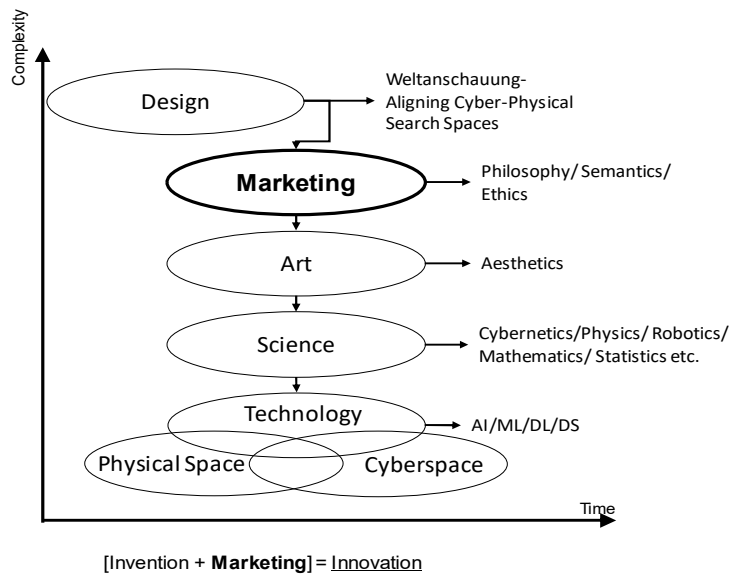 Complexity
Design
Weltanschauung-
Aligning Cyber-Physical
Search Spaces
Marketing
Philosophy/ Semantics/
Ethics
Art
Aesthetics
Science
Cybernetics/Physics/ Robotics/
Mathematics/ Statistics etc.
Technology
AI/ML/DL/DS
Physical Space
Cyberspace
Time
[Invention + Marketing] = Innovation